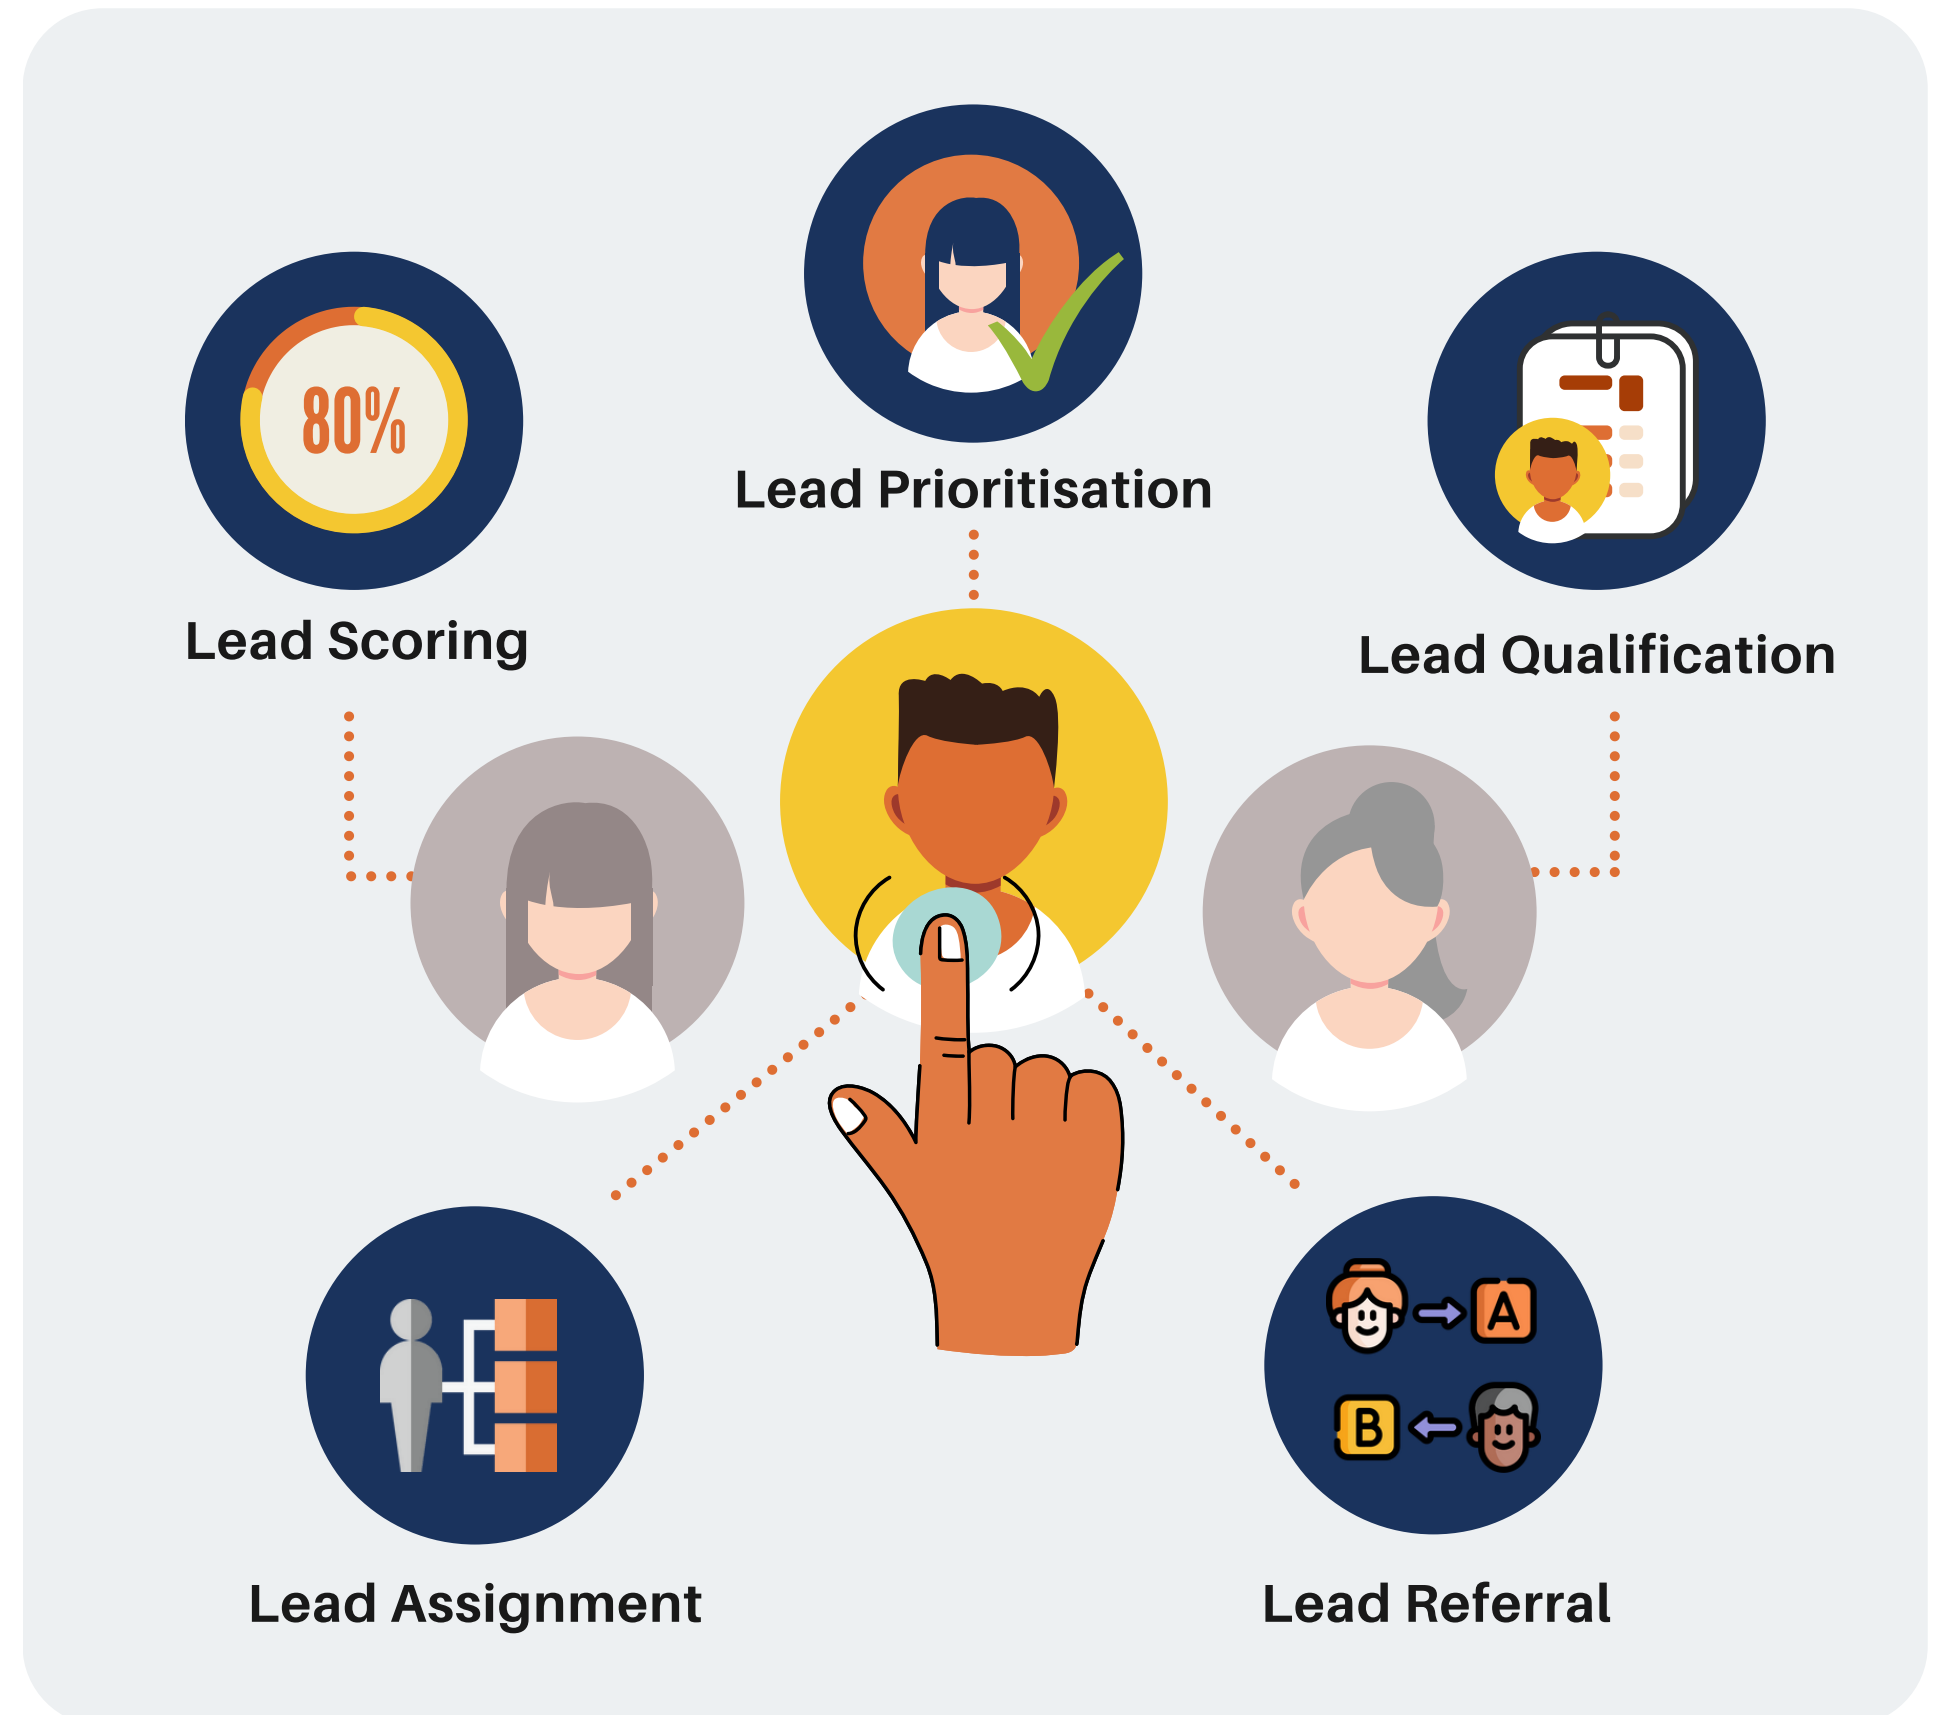 Lead Prioritisation
80%
Lead Scoring
Lead Qualification
A
B
Lead Assignment
Lead Referral